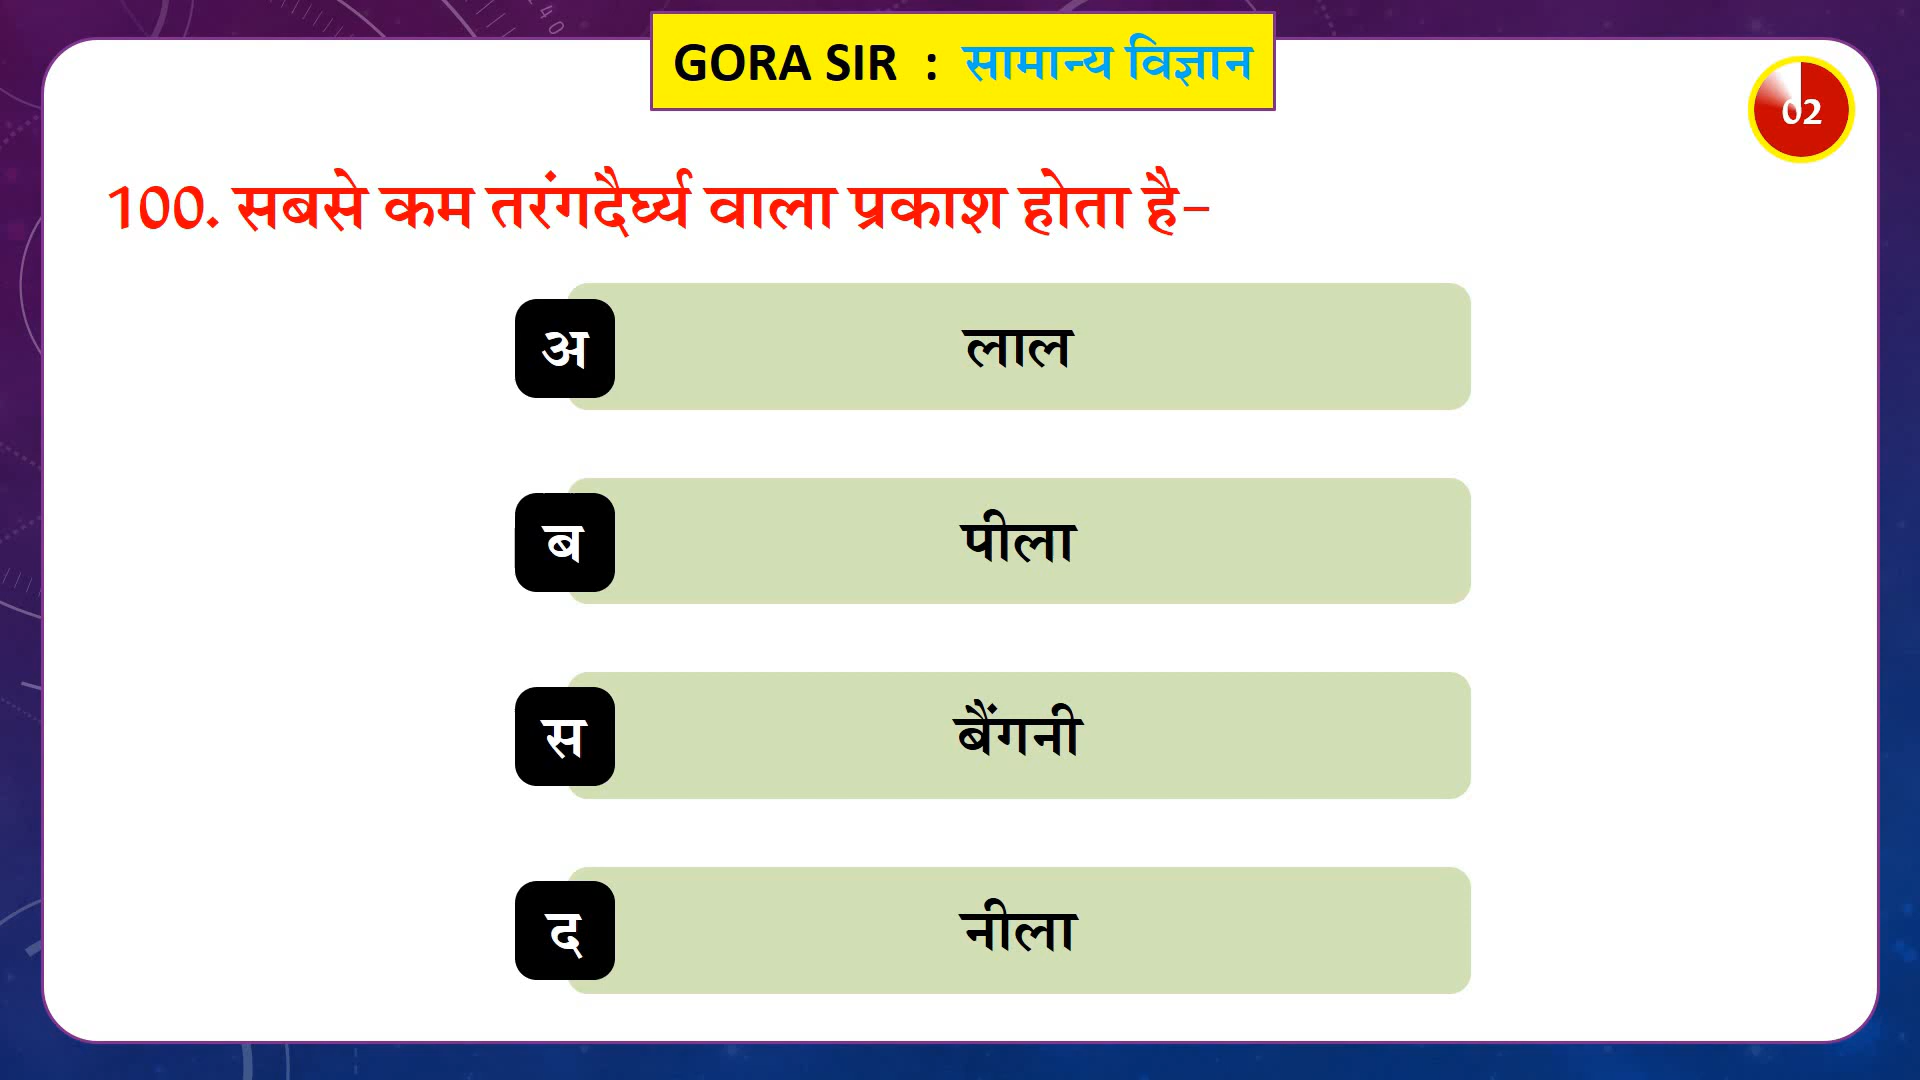 GORA SIR : सामान्य विज्ञान
02
100. सबसे कम तरंगदैर्घ्य वाला प्रकाश होता है-
अ लाल
ब पीला
स बैंगनी
द नीला